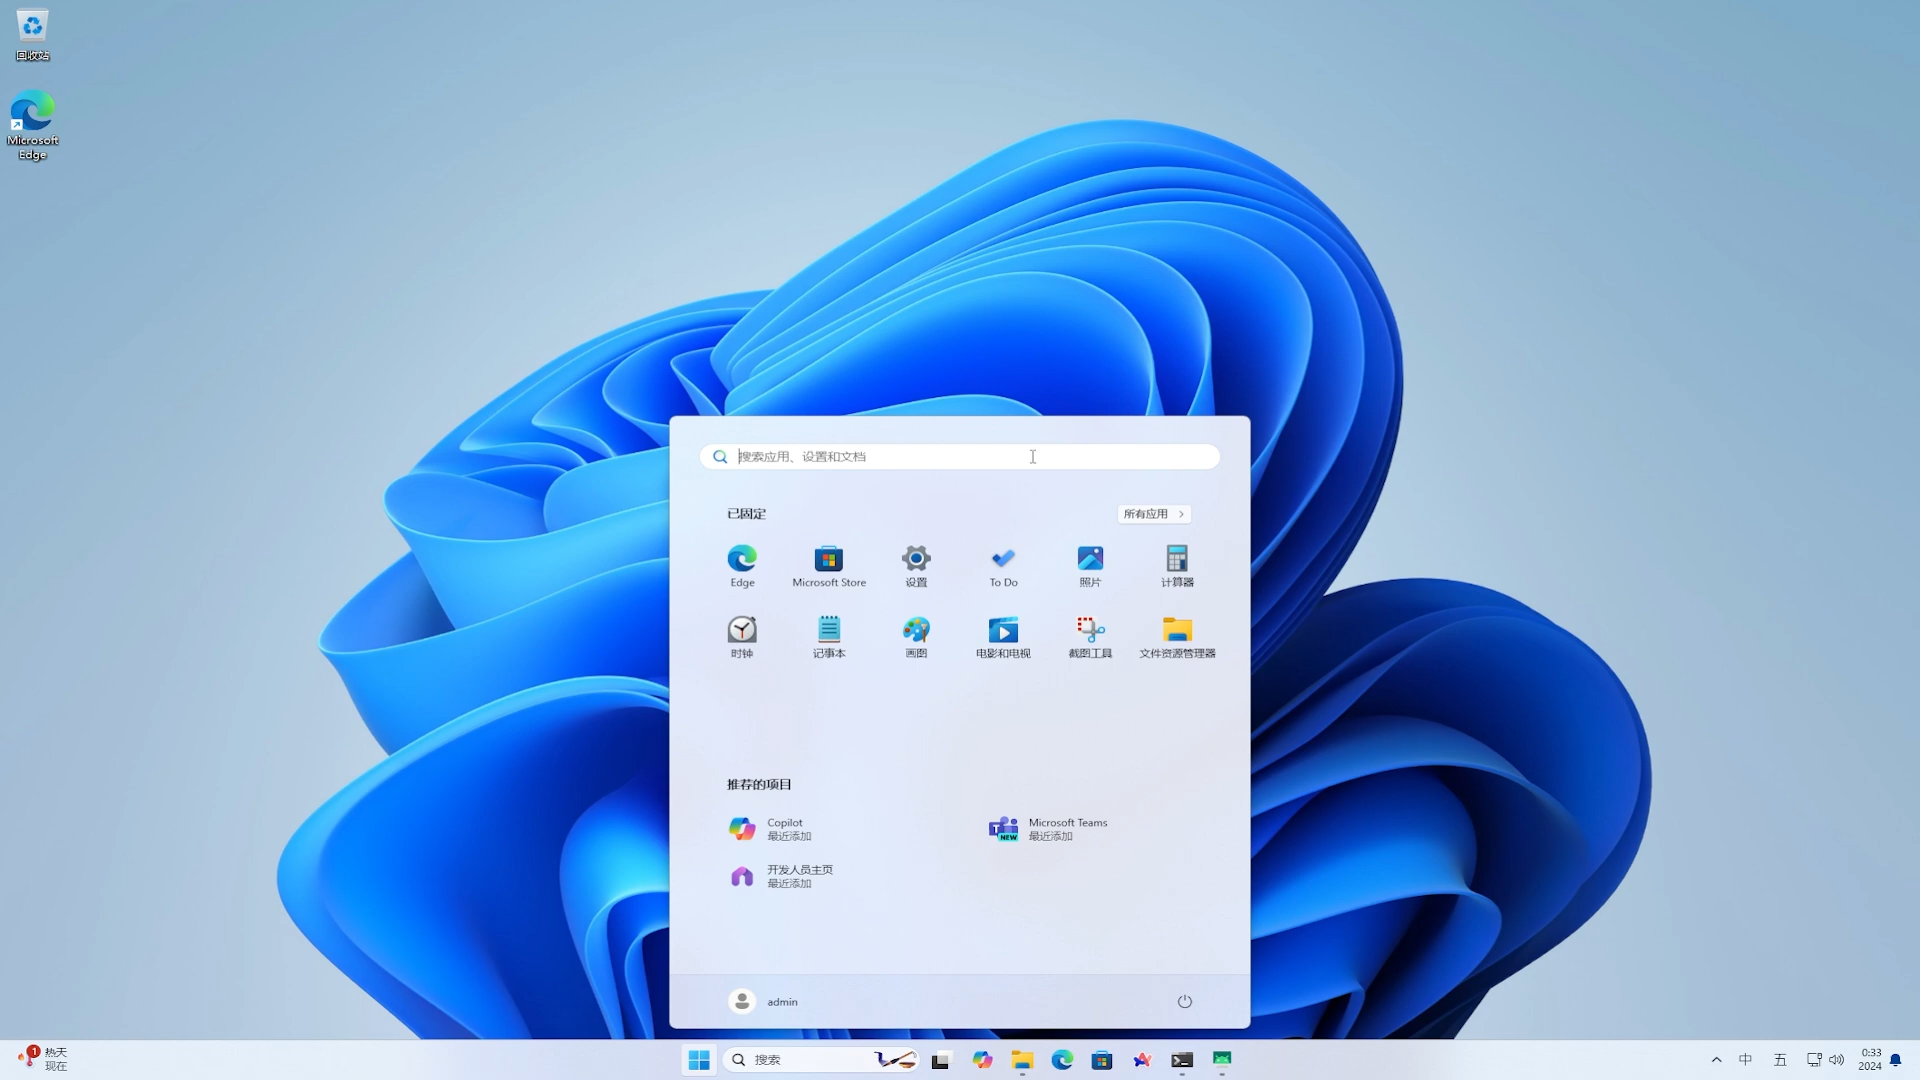 回收站
Microsoft
Edge
搜索应用、设置和文档
已固定
所有应用
Edge
Microsoft Store
设置
To Do
照片
计算器
时钟
记事本
画图
电影和电视
截图工具
文件资源管理器
推荐的项目
Copilot
最近添加
Microsoft Teams
最近添加
NEW
开发人员主页
最近添加
admin
1
热天
现在
搜索
中
五
0:33
2024